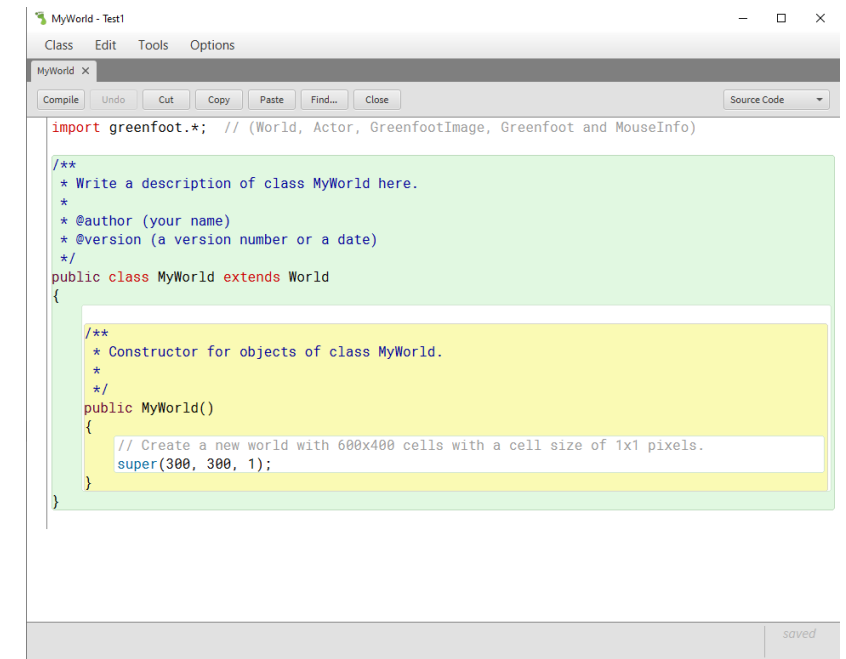 MyWorld - Test1
Class Edit Tools Options
MyWorld
Compile Undo Cut Copy Paste Find... Close Source Code
import greenfoot.*;  // (World, Actor, GreenfootImage, Greenfoot and MouseInfo)
/**
 * Write a description of class MyWorld here.
 *
 * @author (your name)
 * @version (a version number or a date)
 */
public class MyWorld extends World
{
    /**
     * Constructor for objects of class MyWorld.
     *
     */
    public MyWorld()
    {
        // Create a new world with 600x400 cells with a cell size of 1x1 pixels.
        super(300, 300, 1);
    }
}
saved